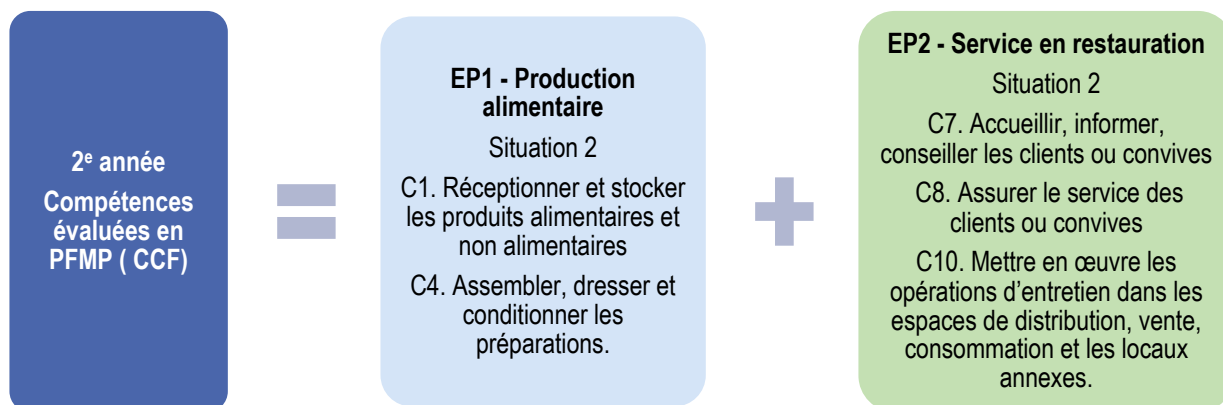 2e année
Compétences
évaluées en
PFMP ( CCF)
=
EP1 - Production
alimentaire
Situation 2
C1. Réceptionner et stocker
les produits alimentaires et
non alimentaires
C4. Assembler, dresser et
conditionner les
préparations.
+
EP2 - Service en restauration
Situation 2
C7. Accueillir, informer,
conseiller les clients ou convives
C8. Assurer le service des
clients ou convives
C10. Mettre en œuvre les
opérations d’entretien dans les
espaces de distribution, vente,
consommation et les locaux
annexes.